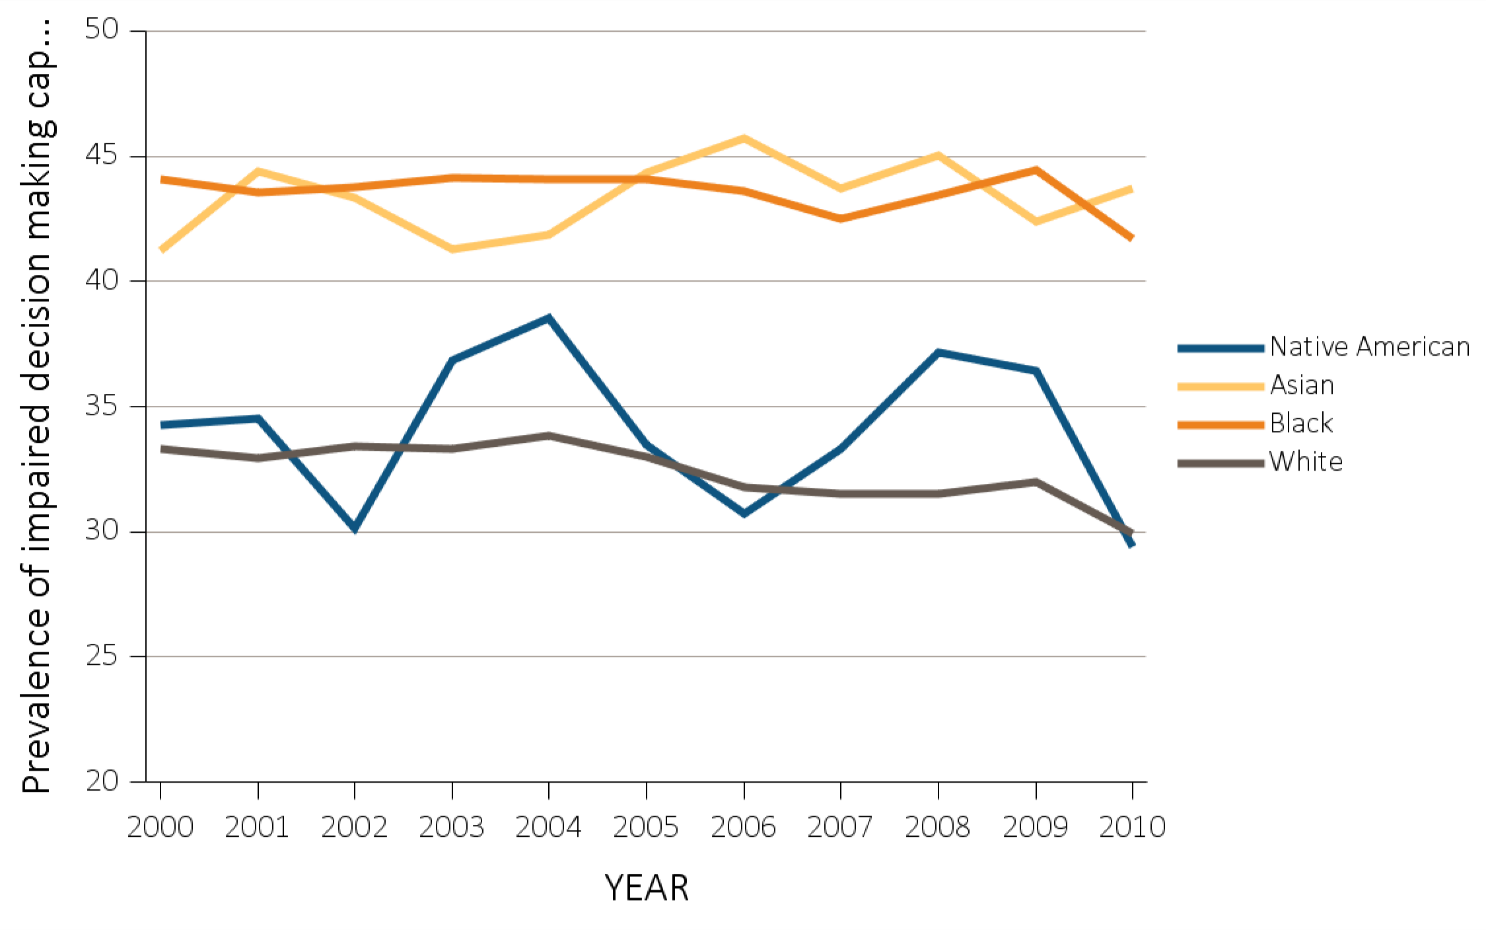 Prevalence of impaired decision making cap...
50
45
40
35
30
25
20
2000 2001 2002 2003 2004 2005 2006 2007 2008 2009 2010
YEAR
Native American
Asian
Black
White